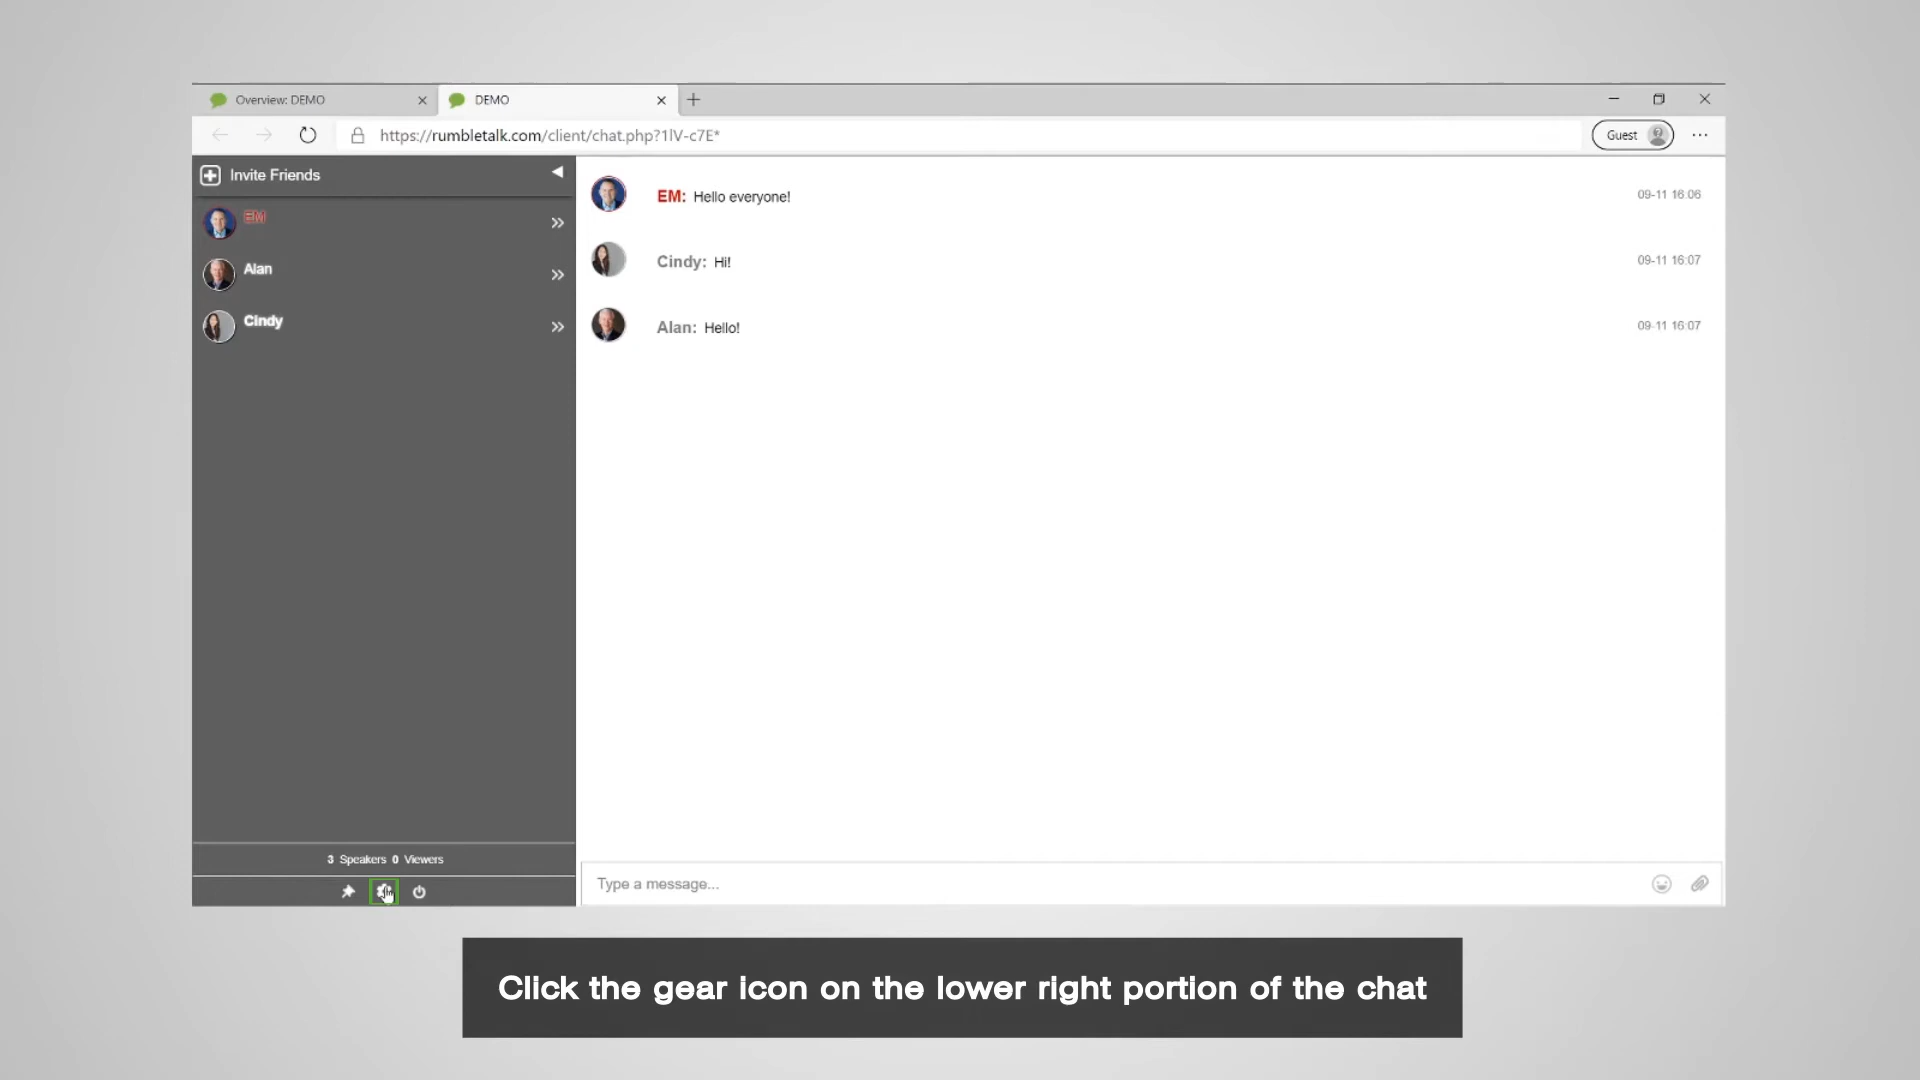 Overview: DEMO
DEMO
https://rumbletalk.com/client/chat.php?1lV-c7E*
Guest
Invite Friends
EM
Alan
Cindy
3 Speakers 0 Viewers
EM: Hello everyone! 09-11 16:06
Cindy: Hi! 09-11 16:07
Alan: Hello! 09-11 16:07
Type a message...
Click the gear icon on the lower right portion of the chat